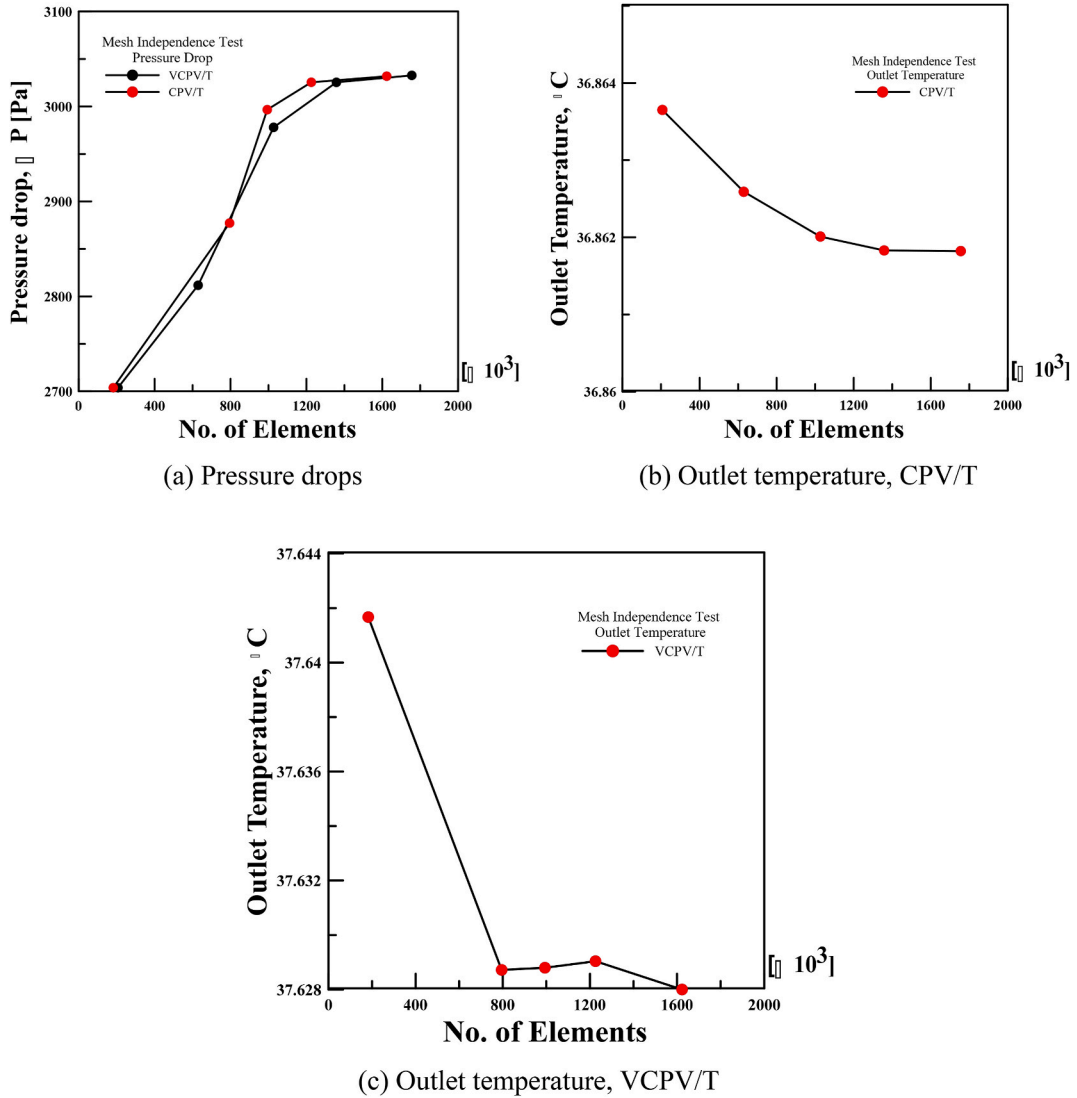 3100
3000
2900
2800
2700
Pressure drop, ▯ P [Pa]
Mesh Independence Test
Pressure Drop
VCPV/T
CPV/T
0 400 800 1200 1600 2000
[▯ 10³]
No. of Elements
(a) Pressure drops
36.864
36.862
36.86
Outlet Temperature, ▫C
Mesh Independence Test
Outlet Temperature
CPV/T
0 400 800 1200 1600 2000
[▯ 10³]
No. of Elements
(b) Outlet temperature, CPV/T
37.644
37.64
37.636
37.632
37.628
Outlet Temperature, ▫C
Mesh Independence Test
Outlet Temperature
VCPV/T
0 400 800 1200 1600 2000
[▯ 10³]
No. of Elements
(c) Outlet temperature, VCPV/T